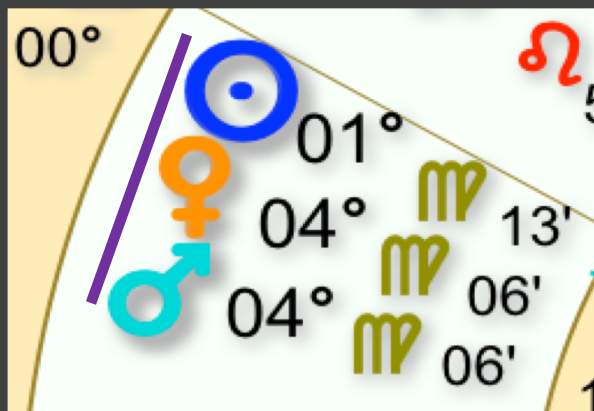 00°
☉ 01° ♍ 13'
♀ 04° ♍ 06'
♂ 04° ♍ 06'
♌